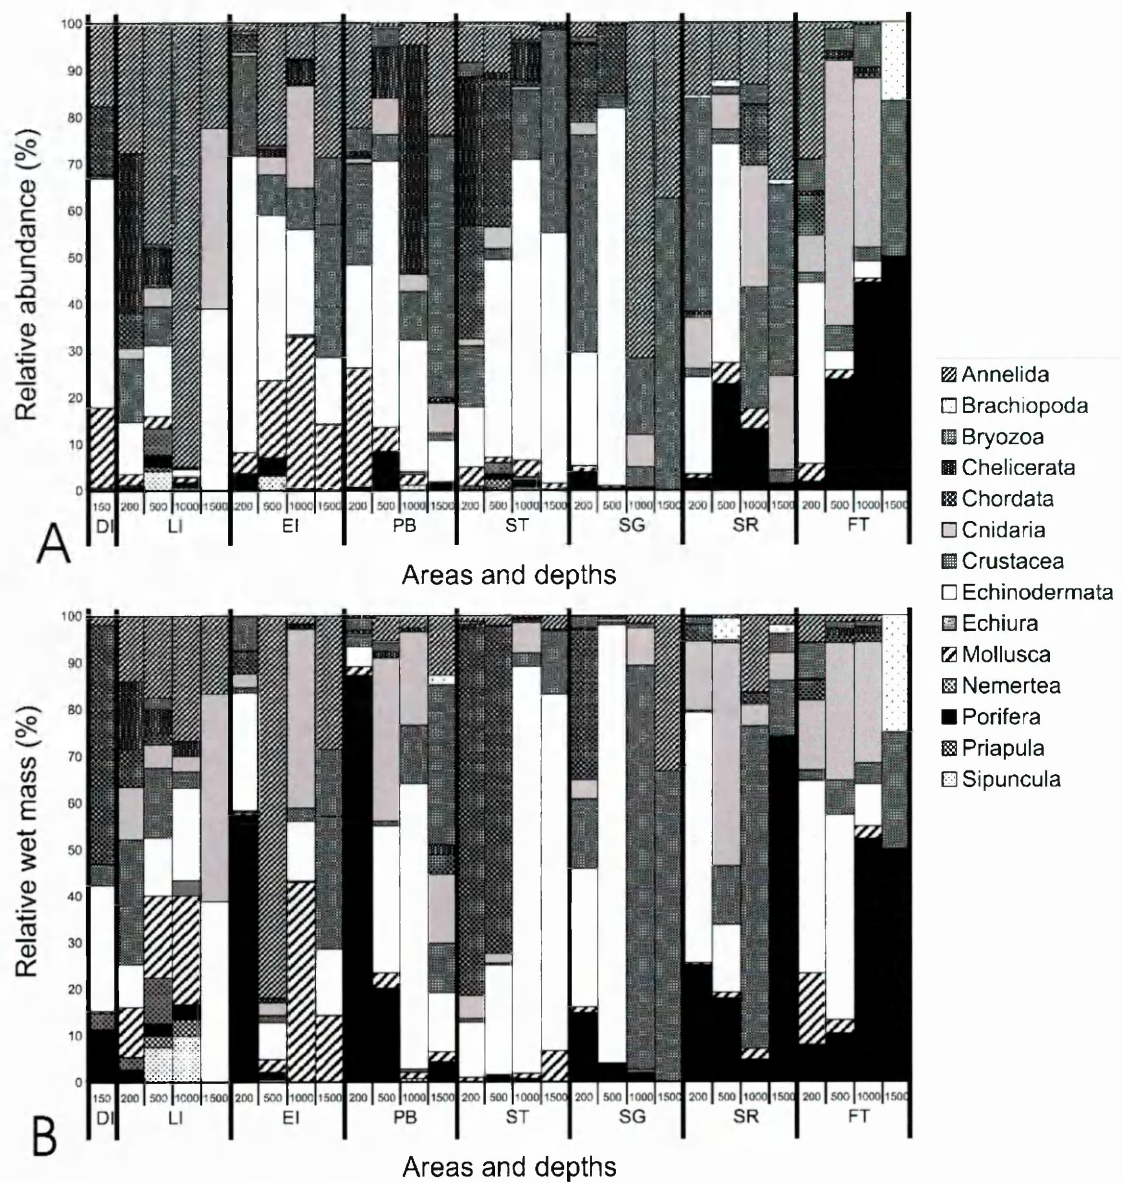 Relative abundance (%)
100
90
80
70
60
50
40
30
20
10
0
150 200 500 1000 1500 200 500 1000 1500 200 500 1000 1500 200 500 1000 1500 200 500 1000 1500 200 500 1000 1500 200 500 1000 1500
DI LI EI PB ST SG SR FT
A
Areas and depths
Annelida
Brachiopoda
Bryozoa
Chelicerata
Chordata
Cnidaria
Crustacea
Echinodermata
Echiura
Mollusca
Nemertea
Porifera
Priapula
Sipuncula
Relative wet mass (%)
100
90
80
70
60
50
40
30
20
10
0
150 200 500 1000 1500 200 500 1000 1500 200 500 1000 1500 200 500 1000 1500 200 500 1000 1500 200 500 1000 1500 200 500 1000 1500
DI LI EI PB ST SG SR FT
B
Areas and depths